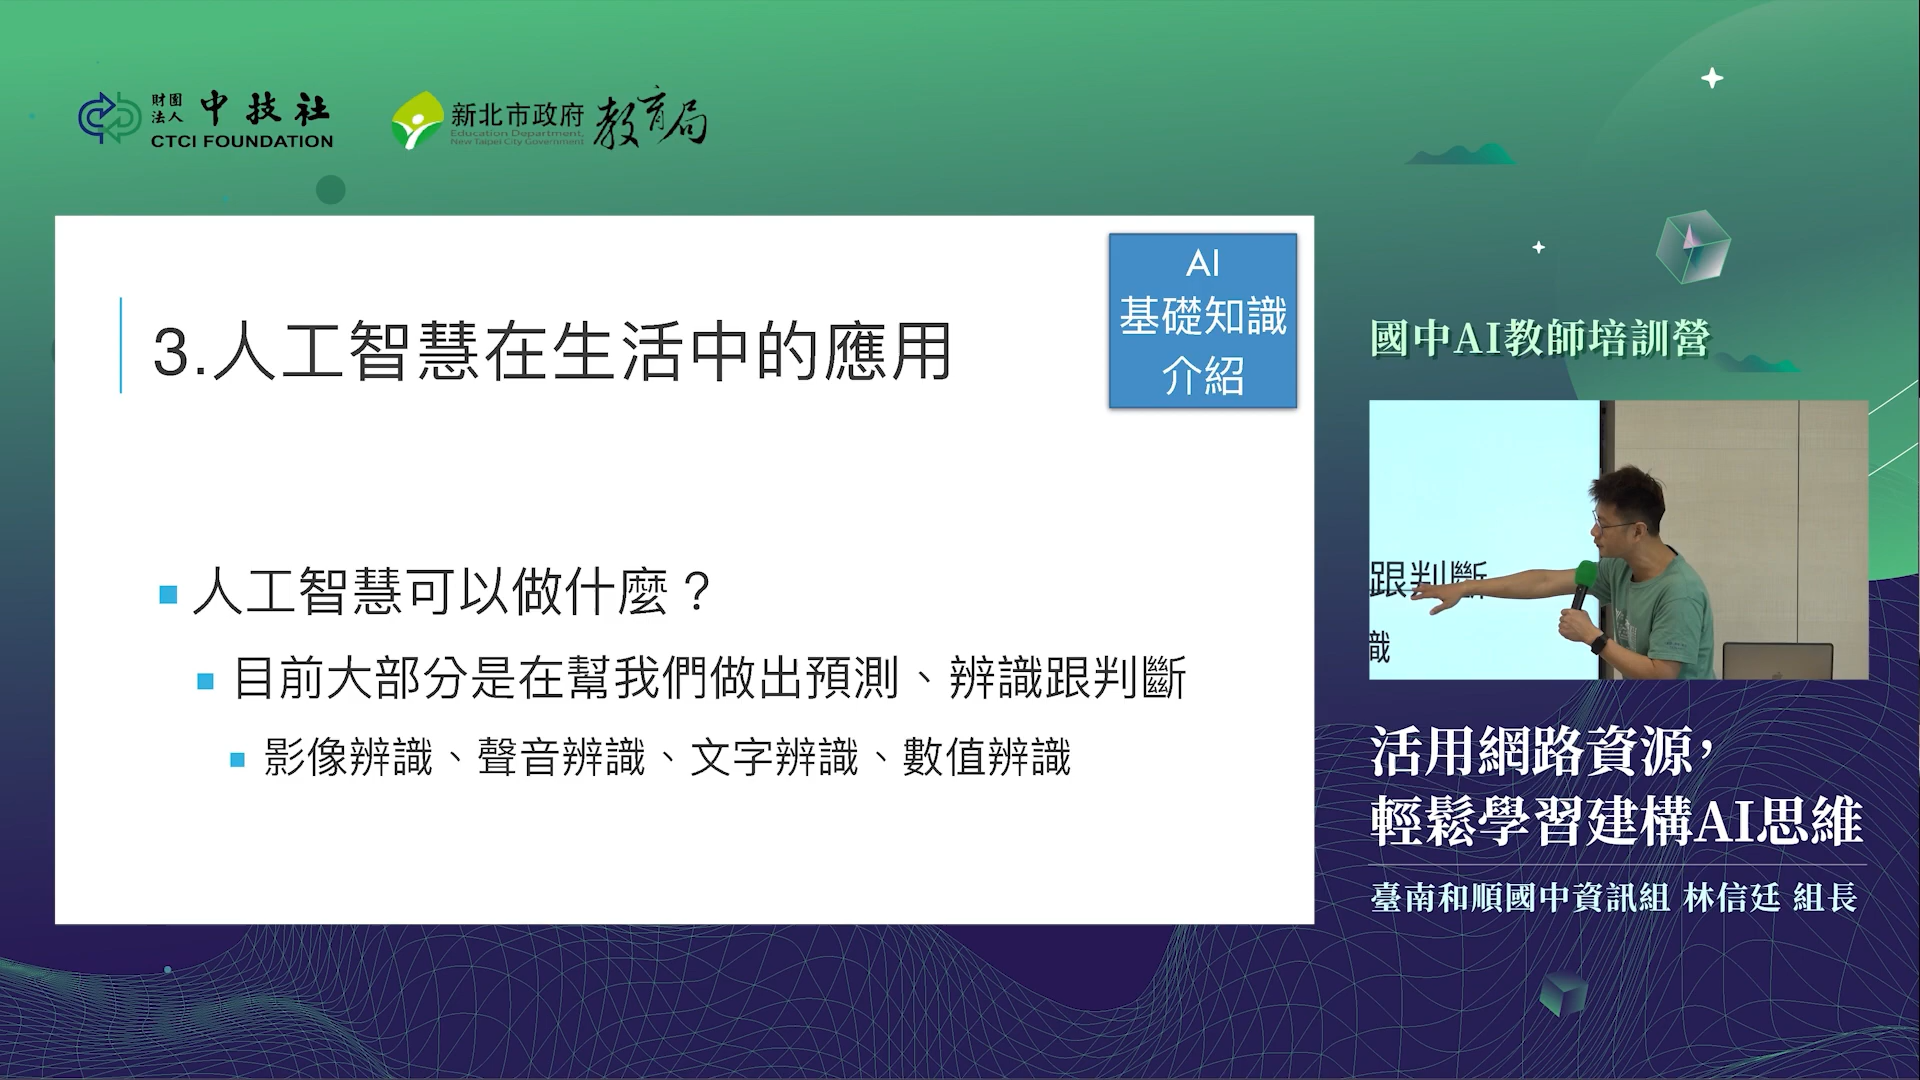 財團法人 中技社
CTCI FOUNDATION
新北市政府 教育局
Education Department,
New Taipei City Government
AI
基礎知識
介紹
3.人工智慧在生活中的應用
人工智慧可以做什麼？
目前大部分是在幫我們做出預測、辨識跟判斷
影像辨識、聲音辨識、文字辨識、數值辨識
國中AI教師培訓營
跟判斷
識
活用網路資源，
輕鬆學習建構AI思維
臺南和順國中資訊組 林信廷 組長